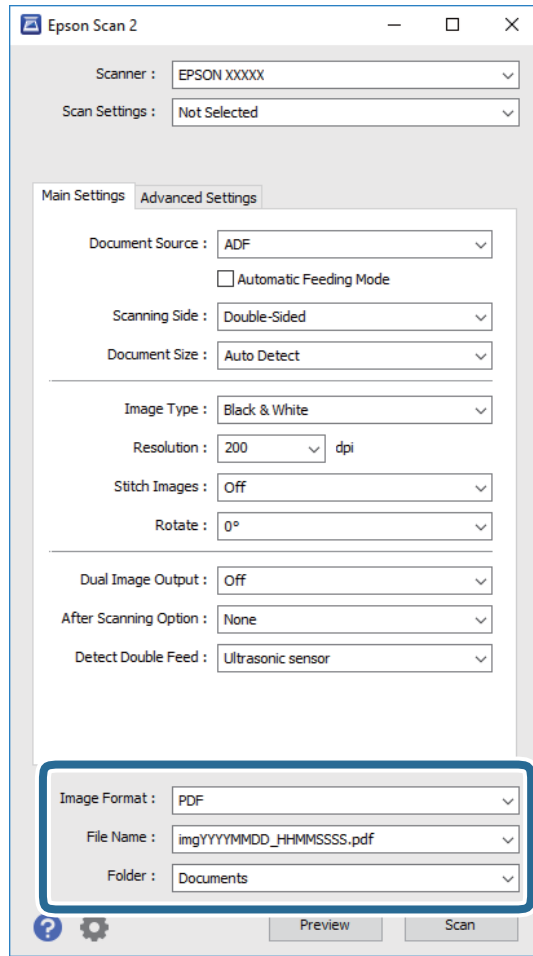 Epson Scan 2
Scanner : EPSON XXXXX
Scan Settings : Not Selected
Main Settings Advanced Settings
Document Source : ADF
Automatic Feeding Mode
Scanning Side : Double-Sided
Document Size : Auto Detect
Image Type : Black & White
Resolution : 200 dpi
Stitch Images : Off
Rotate : 0°
Dual Image Output : Off
After Scanning Option : None
Detect Double Feed : Ultrasonic sensor
Image Format : PDF
File Name : imgYYYYMMDD_HHMMSSSS.pdf
Folder : Documents
? Preview Scan